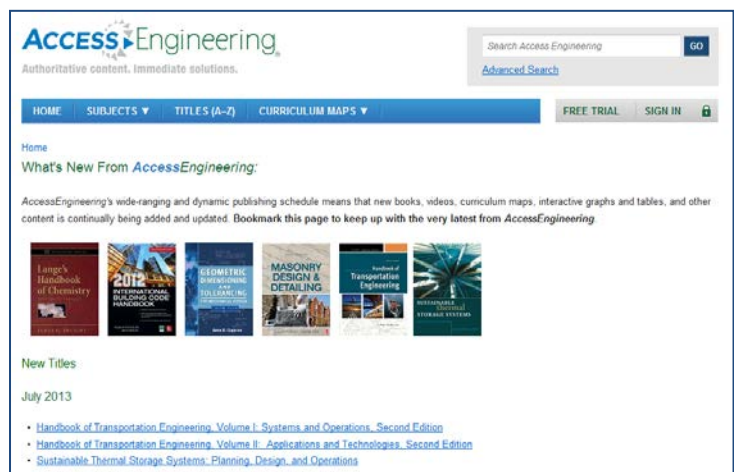 ACCESS Engineering®
Authoritative content. Immediate solutions.
Search Access Engineering GO
Advanced Search
HOME SUBJECTS ▼ TITLES (A–Z) CURRICULUM MAPS ▼ FREE TRIAL SIGN IN
Home
What's New From AccessEngineering:
AccessEngineering's wide-ranging and dynamic publishing schedule means that new books, videos, curriculum maps, interactive graphs and tables, and other
content is continually being added and updated. Bookmark this page to keep up with the very latest from AccessEngineering.
Lange's
Handbook
of Chemistry
2012
INTERNATIONAL
BUILDING CODE
HANDBOOK
GEOMETRIC
DIMENSIONING
AND
TOLERANCING
MASONRY
DESIGN &
DETAILING
Handbook of
Transportation
Engineering
SUSTAINABLE
thermal
STORAGE SYSTEMS
New Titles
July 2013
• Handbook of Transportation Engineering, Volume I: Systems and Operations, Second Edition
• Handbook of Transportation Engineering, Volume II: Applications and Technologies, Second Edition
• Sustainable Thermal Storage Systems: Planning, Design, and Operations